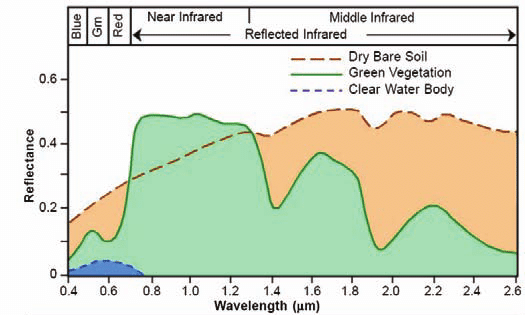 Blue Grn Red Near Infrared Middle Infrared
Reflected Infrared
Dry Bare Soil
Green Vegetation
Clear Water Body
Reflectance
0.6
0.4
0.2
0
0.4 0.6 0.8 1.0 1.2 1.4 1.6 1.8 2.0 2.2 2.4 2.6
Wavelength (µm)